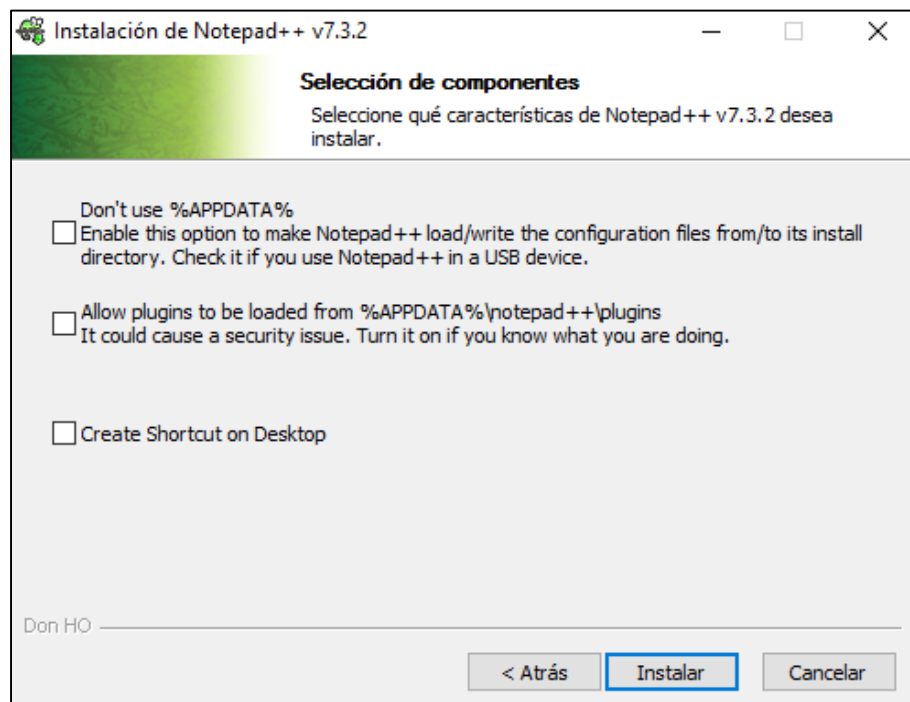 Instalación de Notepad++ v7.3.2
Selección de componentes
Seleccione qué características de Notepad++ v7.3.2 desea
instalar.
Don't use %APPDATA%
Enable this option to make Notepad++ load/write the configuration files from/to its install
directory. Check it if you use Notepad++ in a USB device.
Allow plugins to be loaded from %APPDATA%\notepad++\plugins
It could cause a security issue. Turn it on if you know what you are doing.
Create Shortcut on Desktop
Don HO
< Atrás
Instalar
Cancelar